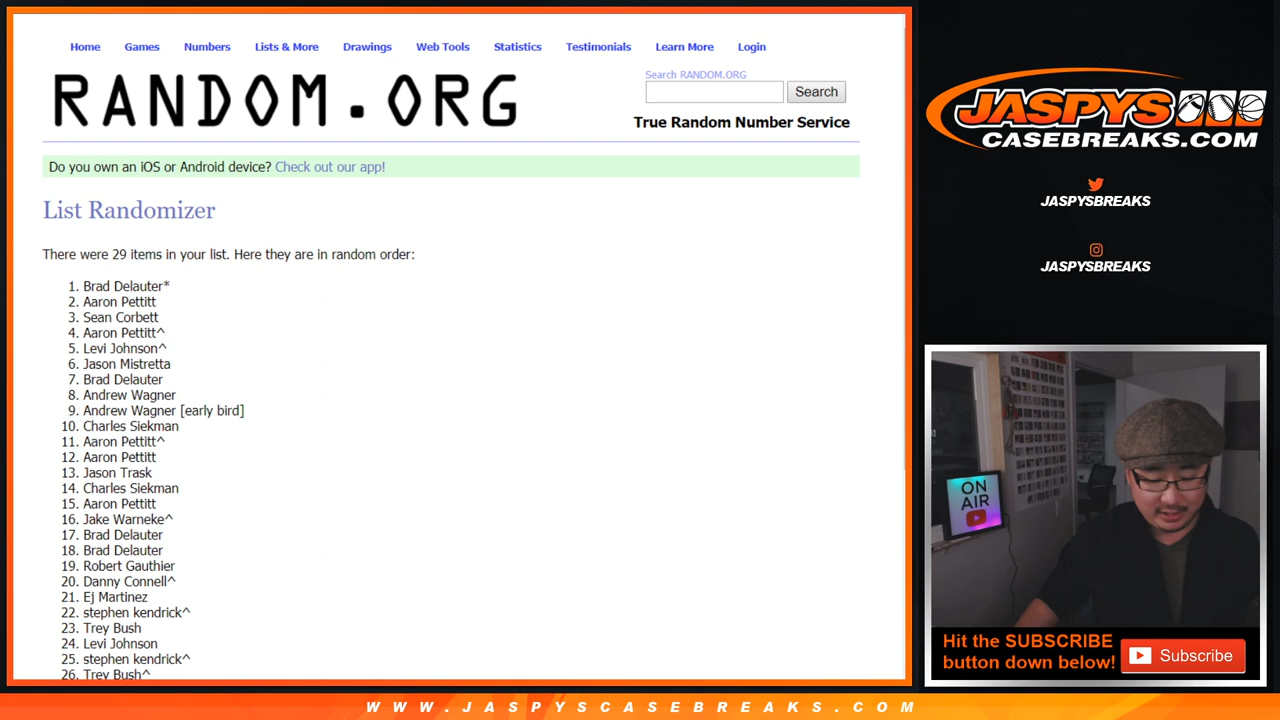 Home Games Numbers Lists & More Drawings Web Tools Statistics Testimonials Learn More Login
RANDOM.ORG
Search RANDOM.ORG
Search
True Random Number Service
Do you own an iOS or Android device? Check out our app!
List Randomizer
There were 29 items in your list. Here they are in random order:
1. Brad Delauter*
2. Aaron Pettitt
3. Sean Corbett
4. Aaron Pettitt^
5. Levi Johnson^
6. Jason Mistretta
7. Brad Delauter
8. Andrew Wagner
9. Andrew Wagner [early bird]
10. Charles Siekman
11. Aaron Pettitt^
12. Aaron Pettitt
13. Jason Trask
14. Charles Siekman
15. Aaron Pettitt
16. Jake Warneke^
17. Brad Delauter
18. Brad Delauter
19. Robert Gauthier
20. Danny Connell^
21. Ej Martinez
22. stephen kendrick^
23. Trey Bush
24. Levi Johnson
25. stephen kendrick^
26. Trey Bush^
JASPYS
CASEBREAKS.COM
JASPYSBREAKS
JASPYSBREAKS
ON
AIR
Hit the SUBSCRIBE
button down below!
Subscribe
WWW.JASPYSCASEBREAKS.COM